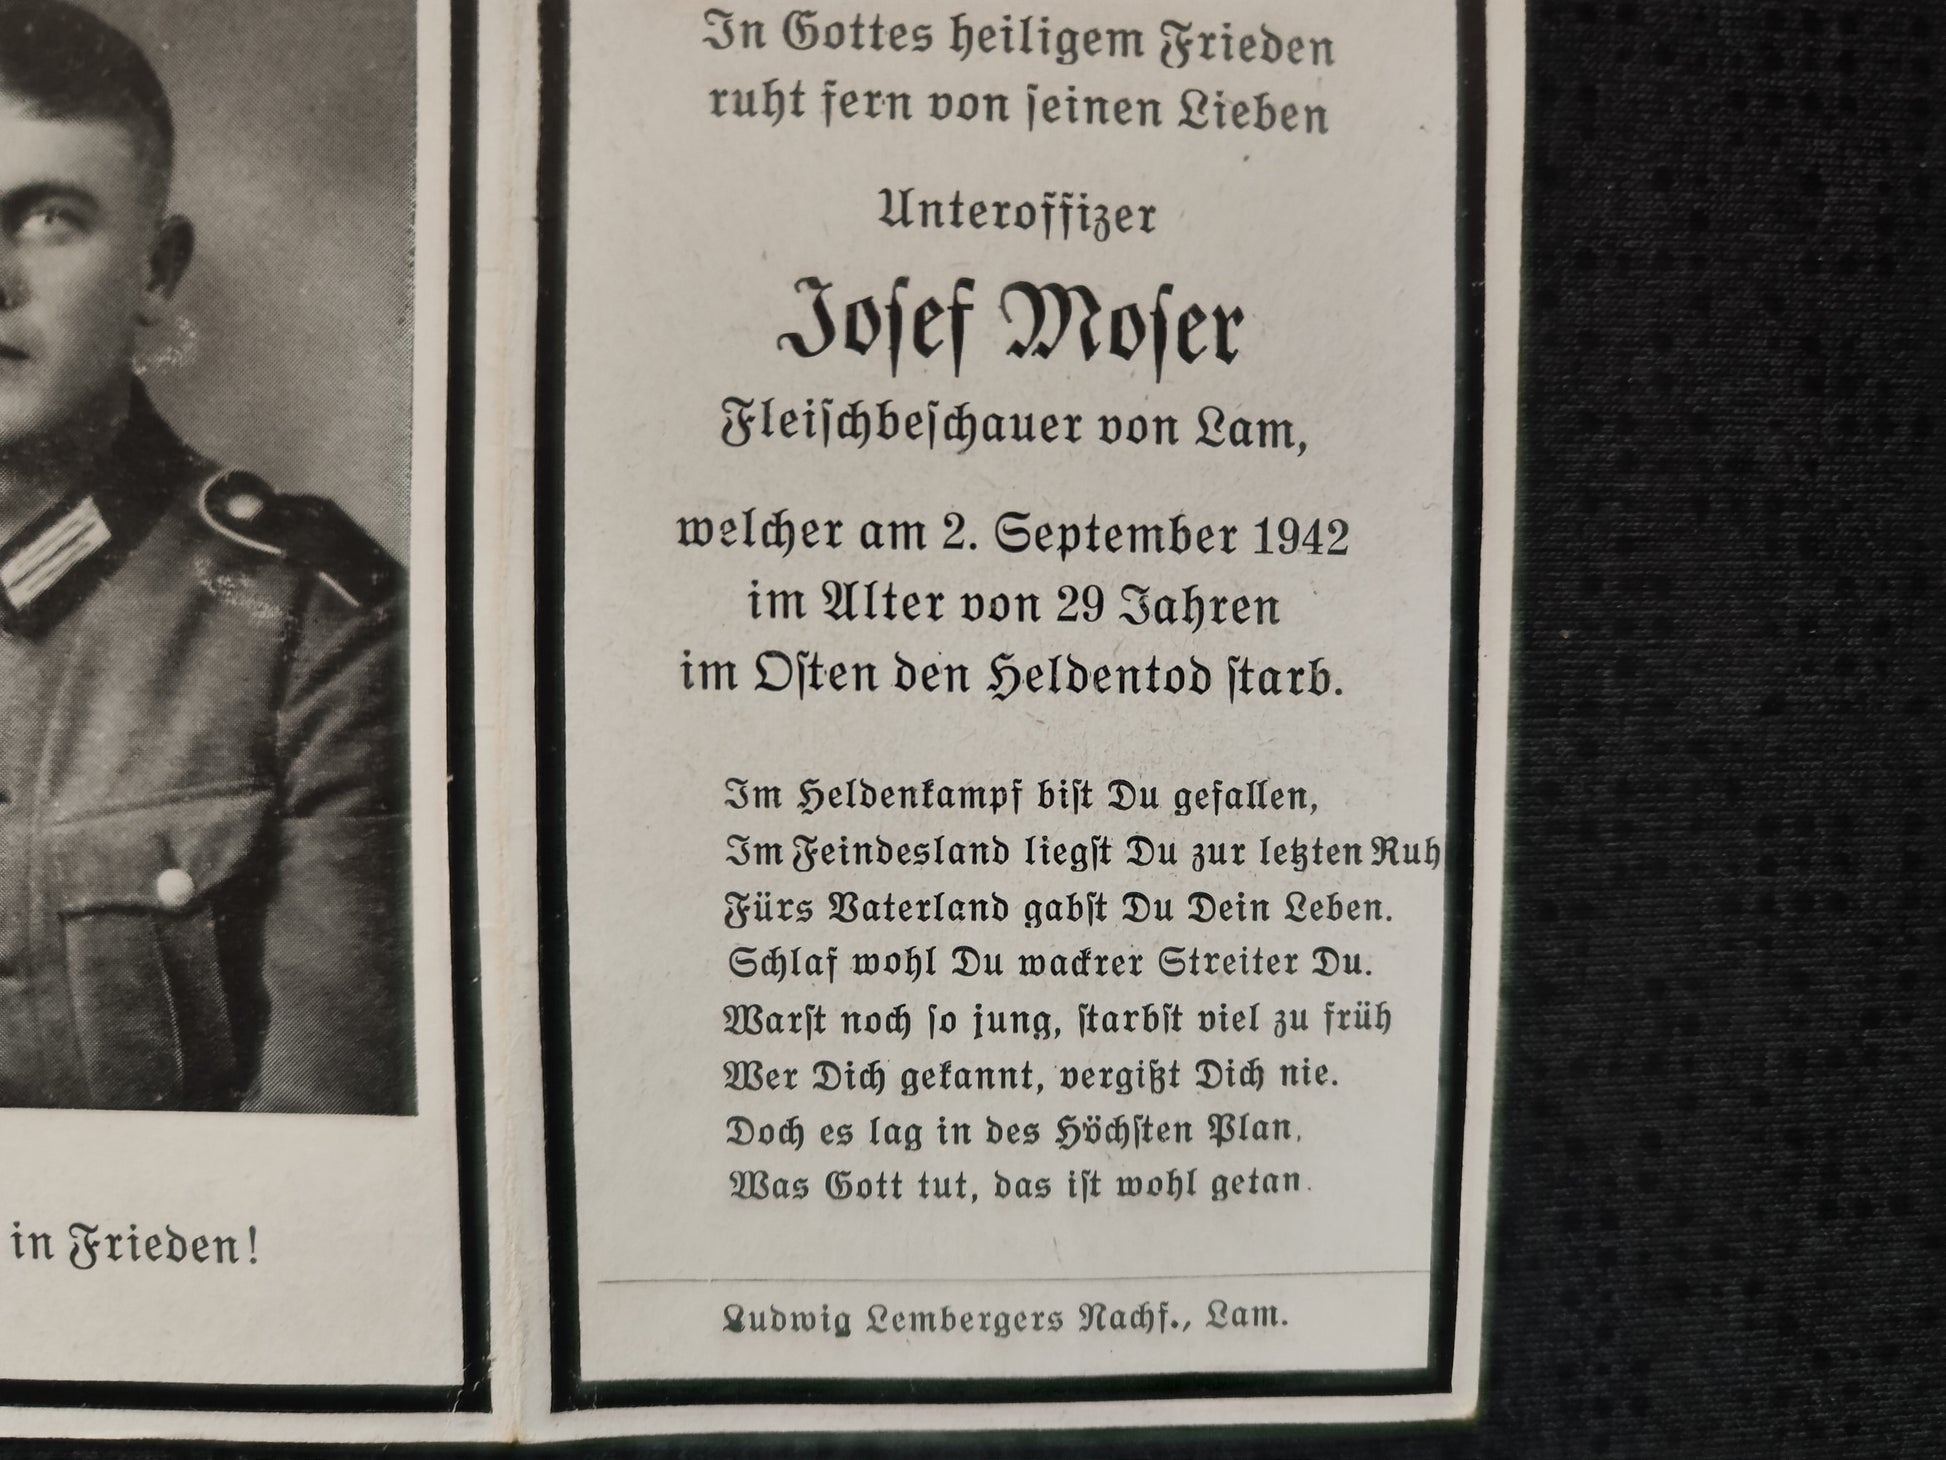 in Frieden!
In Gottes heiligem Frieden
ruht fern von seinen Lieben
Unteroffizer
Josef Moser
Fleischbeschauer von Lam,
welcher am 2. September 1942
im Alter von 29 Jahren
im Osten den Heldentod starb.
Im Heldenkampf bist Du gefallen,
Im Feindesland liegst Du zur letzten Ruh
Fürs Vaterland gabst Du Dein Leben.
Schlaf wohl Du wackrer Streiter Du.
Warst noch so jung, starbst viel zu früh
Wer Dich gekannt, vergißt Dich nie.
Doch es lag in des Höchsten Plan,
Was Gott tut, das ist wohl getan.
Ludwig Lembergers Nachf., Lam.